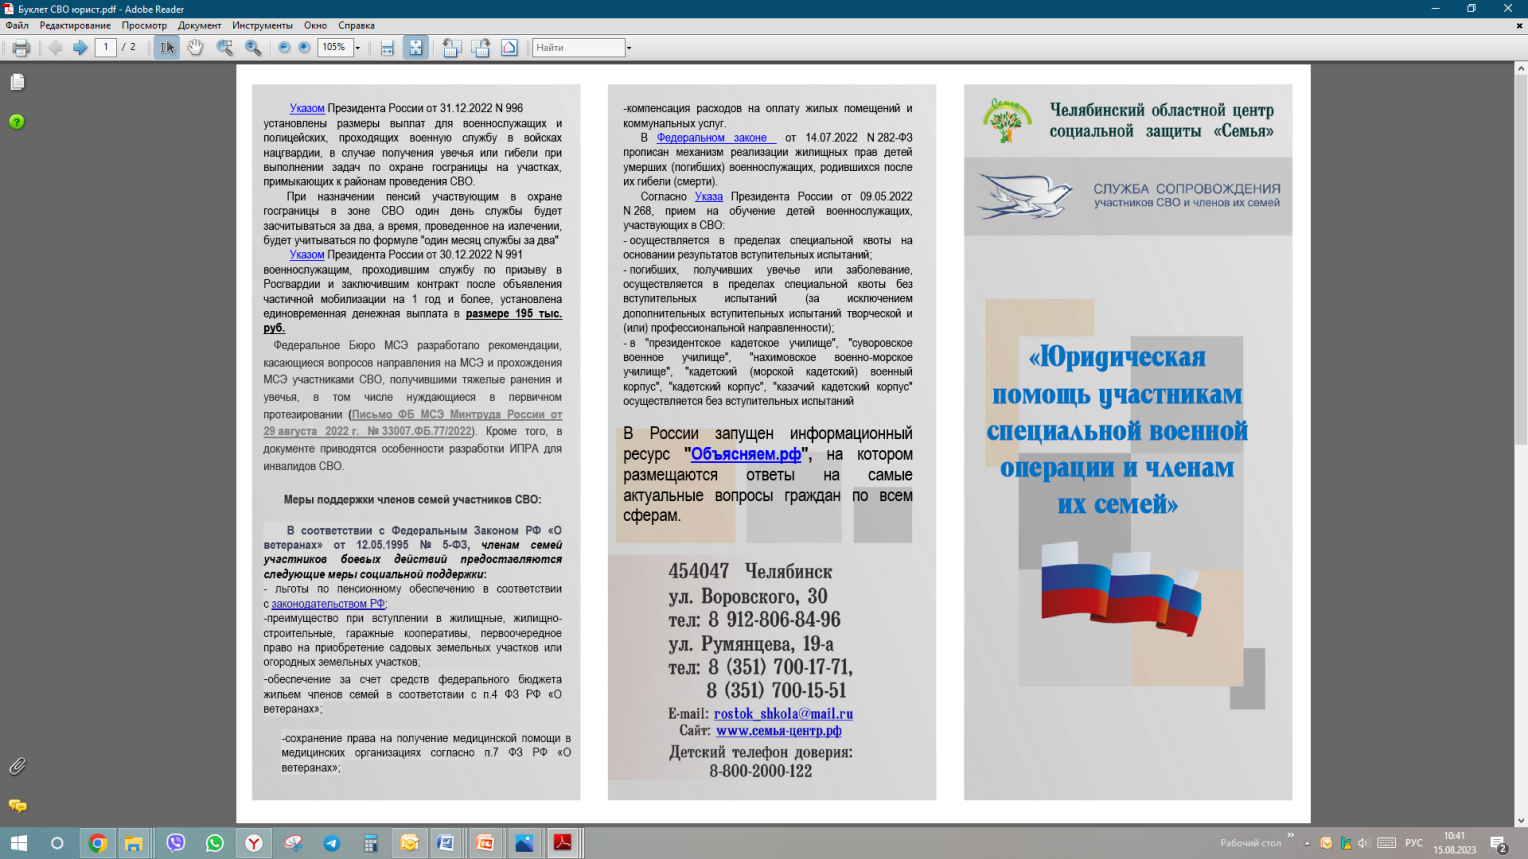 Буклет СВО юрист.pdf - Adobe Reader
Файл Редактирование Просмотр Документ Инструменты Окно Справка
1 / 2 105% Найти
Указом Президента России от 31.12.2022 N 996
установлены размеры выплат для военнослужащих и
полицейских, проходящих военную службу в войсках
нацгвардии, в случае получения увечья или гибели при
выполнении задач по охране госграницы на участках,
примыкающих к районам проведения СВО.
При назначении пенсий участвующим в охране
госграницы в зоне СВО один день службы будет
засчитываться за два, а время, проведенное на излечении,
будет учитываться по формуле "один месяц службы за два"
Указом Президента России от 30.12.2022 N 991
военнослужащим, проходившим службу по призыву в
Росгвардии и заключившим контракт после объявления
частичной мобилизации на 1 год и более, установлена
единовременная денежная выплата в размере 195 тыс.
руб.
Федеральное Бюро МСЭ разработало рекомендации,
касающиеся вопросов направления на МСЭ и прохождения
МСЭ участниками СВО, получившими тяжелые ранения и
увечья, в том числе нуждающиеся в первичном
протезировании (Письмо ФБ МСЭ Минтруда России от
29 августа 2022 г. № 33007.ФБ.77/2022). Кроме того, в
документе приводятся особенности разработки ИПРА для
инвалидов СВО.
Меры поддержки членов семей участников СВО:
В соответствии с Федеральным Законом РФ «О
ветеранах» от 12.05.1995 № 5-ФЗ, членам семей
участников боевых действий предоставляются
следующие меры социальной поддержки:
- льготы по пенсионному обеспечению в соответствии
с законодательством РФ;
-преимущество при вступлении в жилищные, жилищно-
строительные, гаражные кооперативы, первоочередное
право на приобретение садовых земельных участков или
огородных земельных участков;
-обеспечение за счет средств федерального бюджета
жильем членов семей в соответствии с п.4 ФЗ РФ «О
ветеранах»;
-сохранение права на получение медицинской помощи в
медицинских организациях согласно п.7 ФЗ РФ «О
ветеранах»;
-компенсация расходов на оплату жилых помещений и
коммунальных услуг.
В Федеральном законе от 14.07.2022 N 282-ФЗ
прописан механизм реализации жилищных прав детей
умерших (погибших) военнослужащих, родившихся после
их гибели (смерти).
Согласно Указа Президента России от 09.05.2022
N 268, прием на обучение детей военнослужащих,
участвующих в СВО:
- осуществляется в пределах специальной квоты на
основании результатов вступительных испытаний;
- погибших, получивших увечье или заболевание,
осуществляется в пределах специальной квоты без
вступительных испытаний (за исключением
дополнительных вступительных испытаний творческой и
(или) профессиональной направленности);
- в "президентское кадетское училище", "суворовское
военное училище", "нахимовское военно-морское
училище", "кадетский (морской кадетский) военный
корпус", "кадетский корпус", "казачий кадетский корпус"
осуществляется без вступительных испытаний
В России запущен информационный
ресурс "Объясняем.рф", на котором
размещаются ответы на самые
актуальные вопросы граждан по всем
сферам.
454047 Челябинск
ул. Воровского, 30
тел: 8 912-806-84-96
ул. Румянцева, 19-а
тел: 8 (351) 700-17-71,
8 (351) 700-15-51
E-mail: rostok_shkola@mail.ru
Сайт: www.семья-центр.рф
Детский телефон доверия:
8-800-2000-122
Семья
Челябинский областной центр
социальной защиты «Семья»
СЛУЖБА СОПРОВОЖДЕНИЯ
участников СВО и членов их семей
«Юридическая
помощь участникам
специальной военной
операции и членам
их семей»
Рабочий стол
РУС
10:41
15.08.2023
2